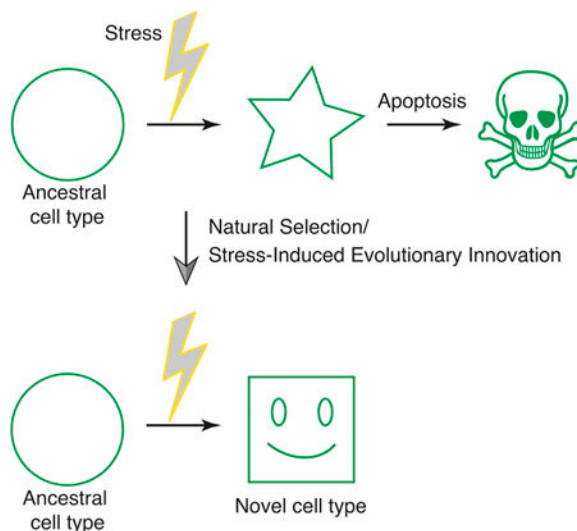 Stress
Apoptosis
Ancestral
cell type
Natural Selection/
Stress-Induced Evolutionary Innovation
Ancestral
cell type
Novel cell type